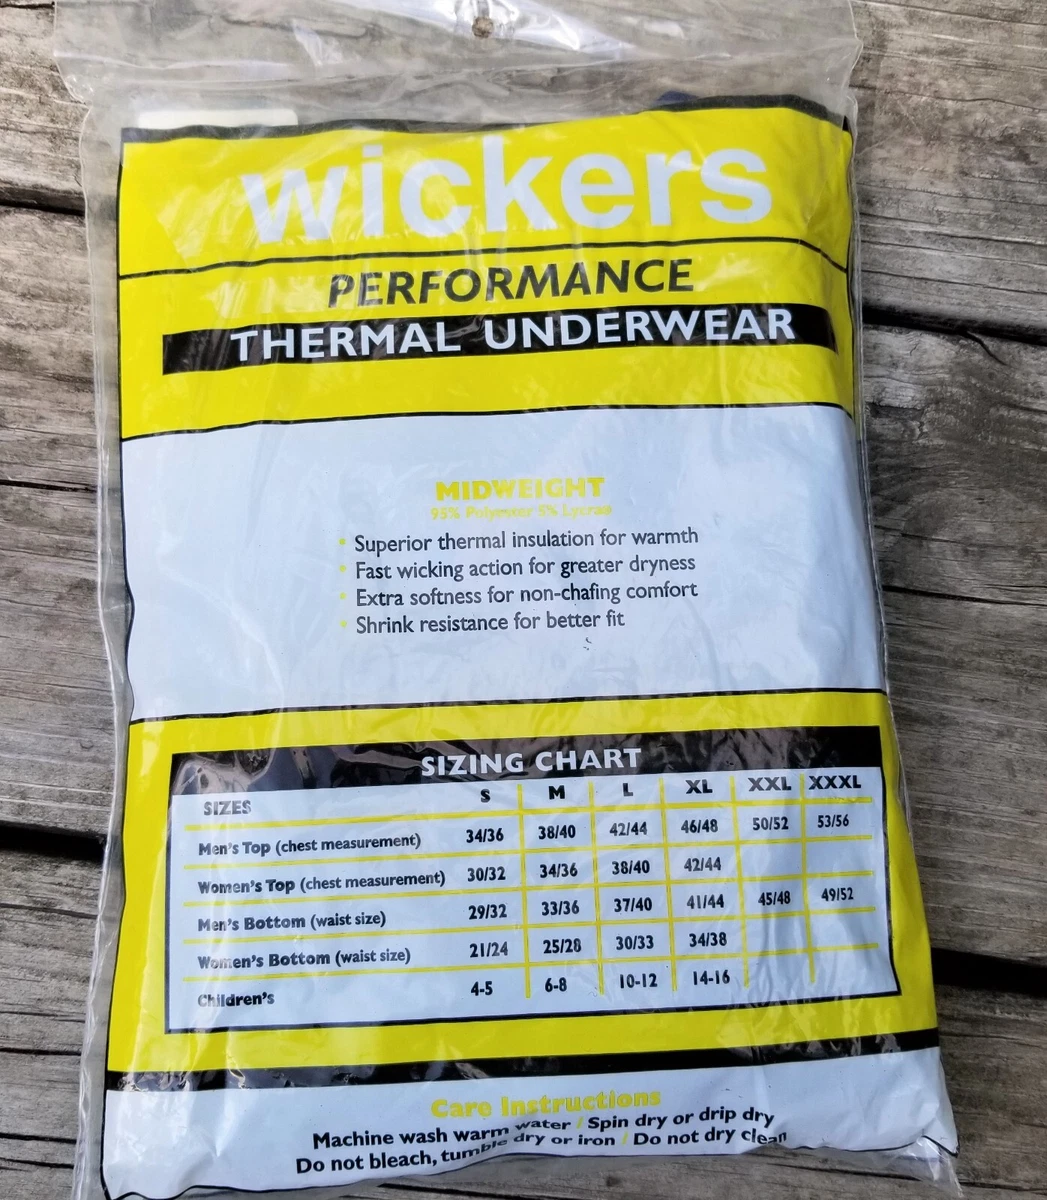 wickers
PERFORMANCE
THERMAL UNDERWEAR
MIDWEIGHT
95% Polyester 5% Lycra®
• Superior thermal insulation for warmth
• Fast wicking action for greater dryness
• Extra softness for non-chafing comfort
• Shrink resistance for better fit
SIZING CHART
SIZES S M L XL XXL XXXL
Men's Top (chest measurement) 34/36 38/40 42/44 46/48 50/52 53/56
Women's Top (chest measurement) 30/32 34/36 38/40 42/44
Men's Bottom (waist size) 29/32 33/36 37/40 41/44 45/48 49/52
Women's Bottom (waist size) 21/24 25/28 30/33 34/38
Children's 4-5 6-8 10-12 14-16
Care Instructions
Machine wash warm water / Spin dry or drip dry
Do not bleach, tumble dry or iron / Do not dry clean